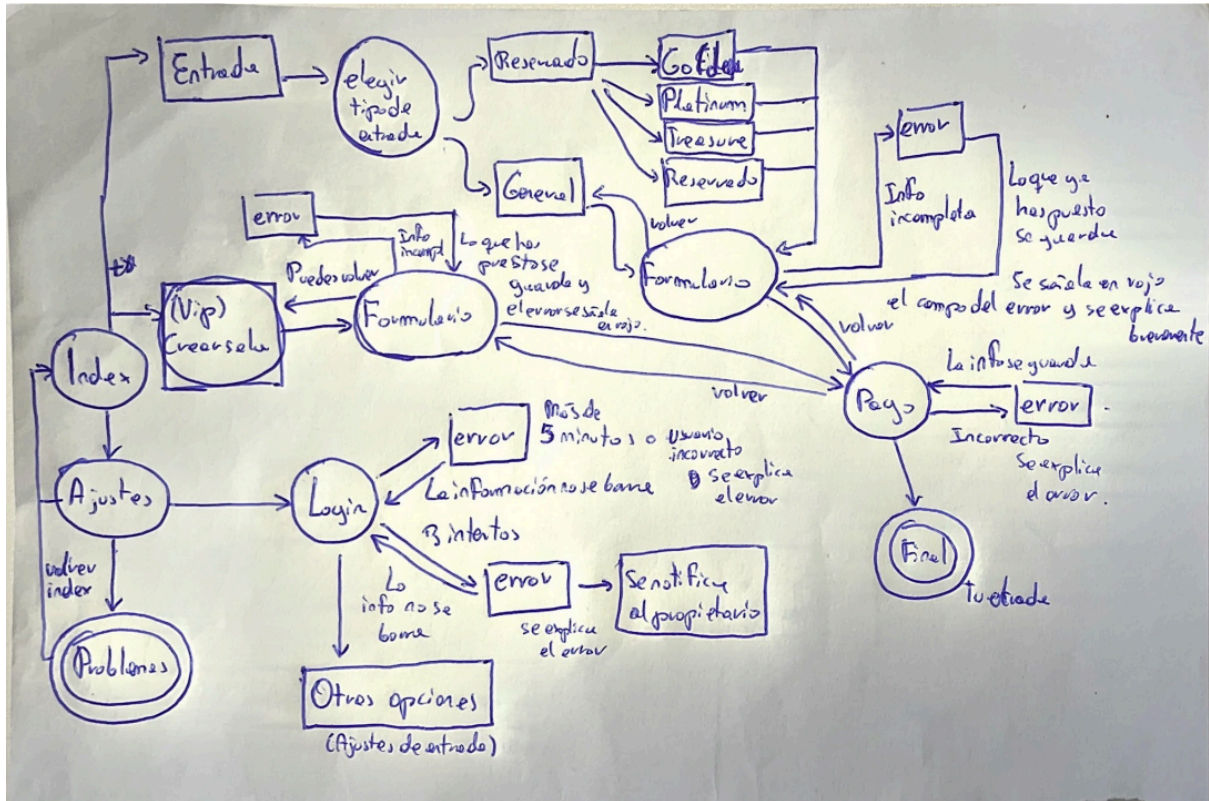 Entrada
elegir
tipo de
entrada
Reservado
Golden
Platinum
Treasure
Reservado
General
volver
Formulario
error
Info
incompleta
Lo que ya
has puesto
se guarda
Se señala en rojo
el campo del error y se explica
brevemente
error
Info
incompl
Lo que has
puesto se
guarda y
el error se señala
en rojo.
Puedes volver
(Vip)
Crear sala
Formulario
volver
volver
Index
Pago
La info se guarda
error
Incorrecto
Se explica
el error.
Final
tu entrada
Ajustes
volver
index
Problemas
Login
error
Más de
5 minutos o usuario
incorrecto
se explica
el error
La información no se borra
3 intentos
La
info no se
borra
error
se explica
el error
Se notifica
al propietario
Otras opciones
(Ajustes de entrada)